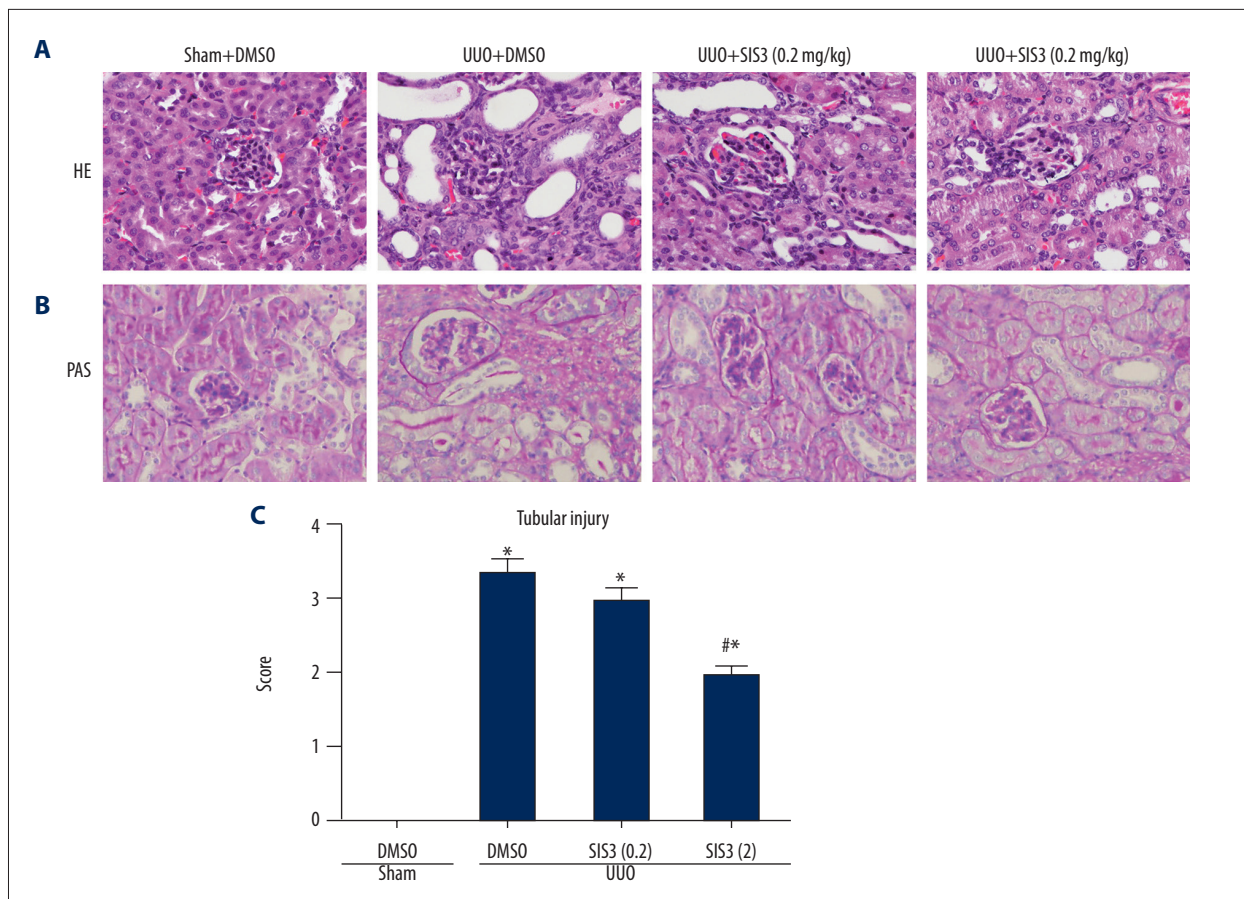 A
Sham+DMSO
UUO+DMSO
UUO+SIS3 (0.2 mg/kg)
UUO+SIS3 (0.2 mg/kg)
HE
B
PAS
C
Tubular injury
4
3
2
1
0
Score
*
*
#*
DMSO
DMSO
SIS3 (0.2)
SIS3 (2)
Sham
UUO